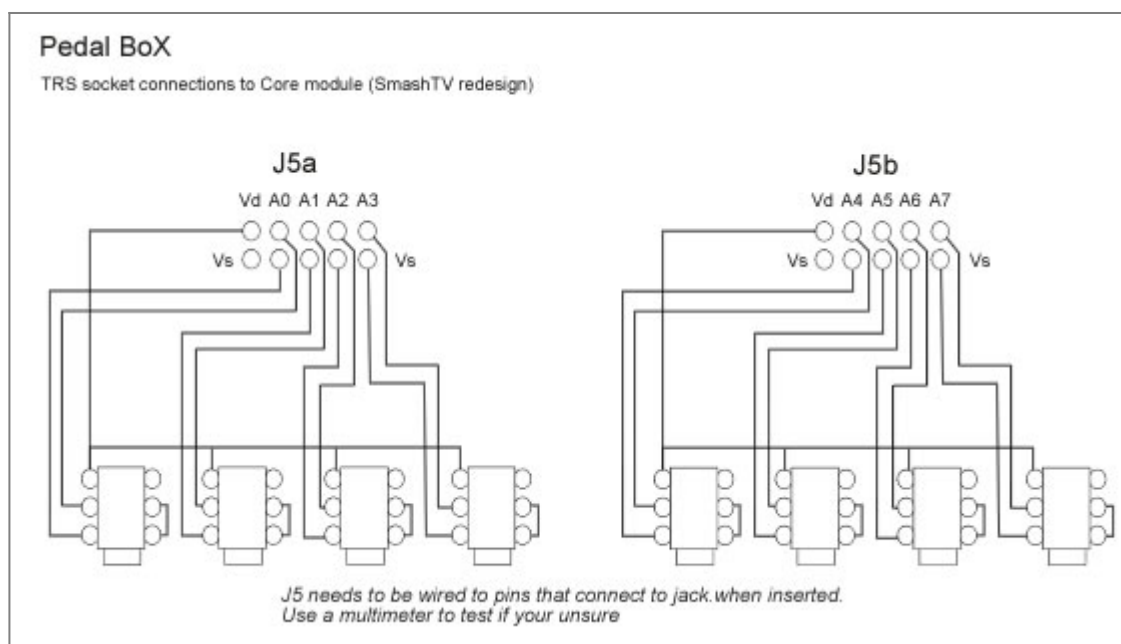 Pedal BoX
TRS socket connections to Core module (SmashTV redesign)
J5a
Vd A0 A1 A2 A3
Vs Vs
J5b
Vd A4 A5 A6 A7
Vs Vs
J5 needs to be wired to pins that connect to jack.when inserted.
Use a multimeter to test if your unsure